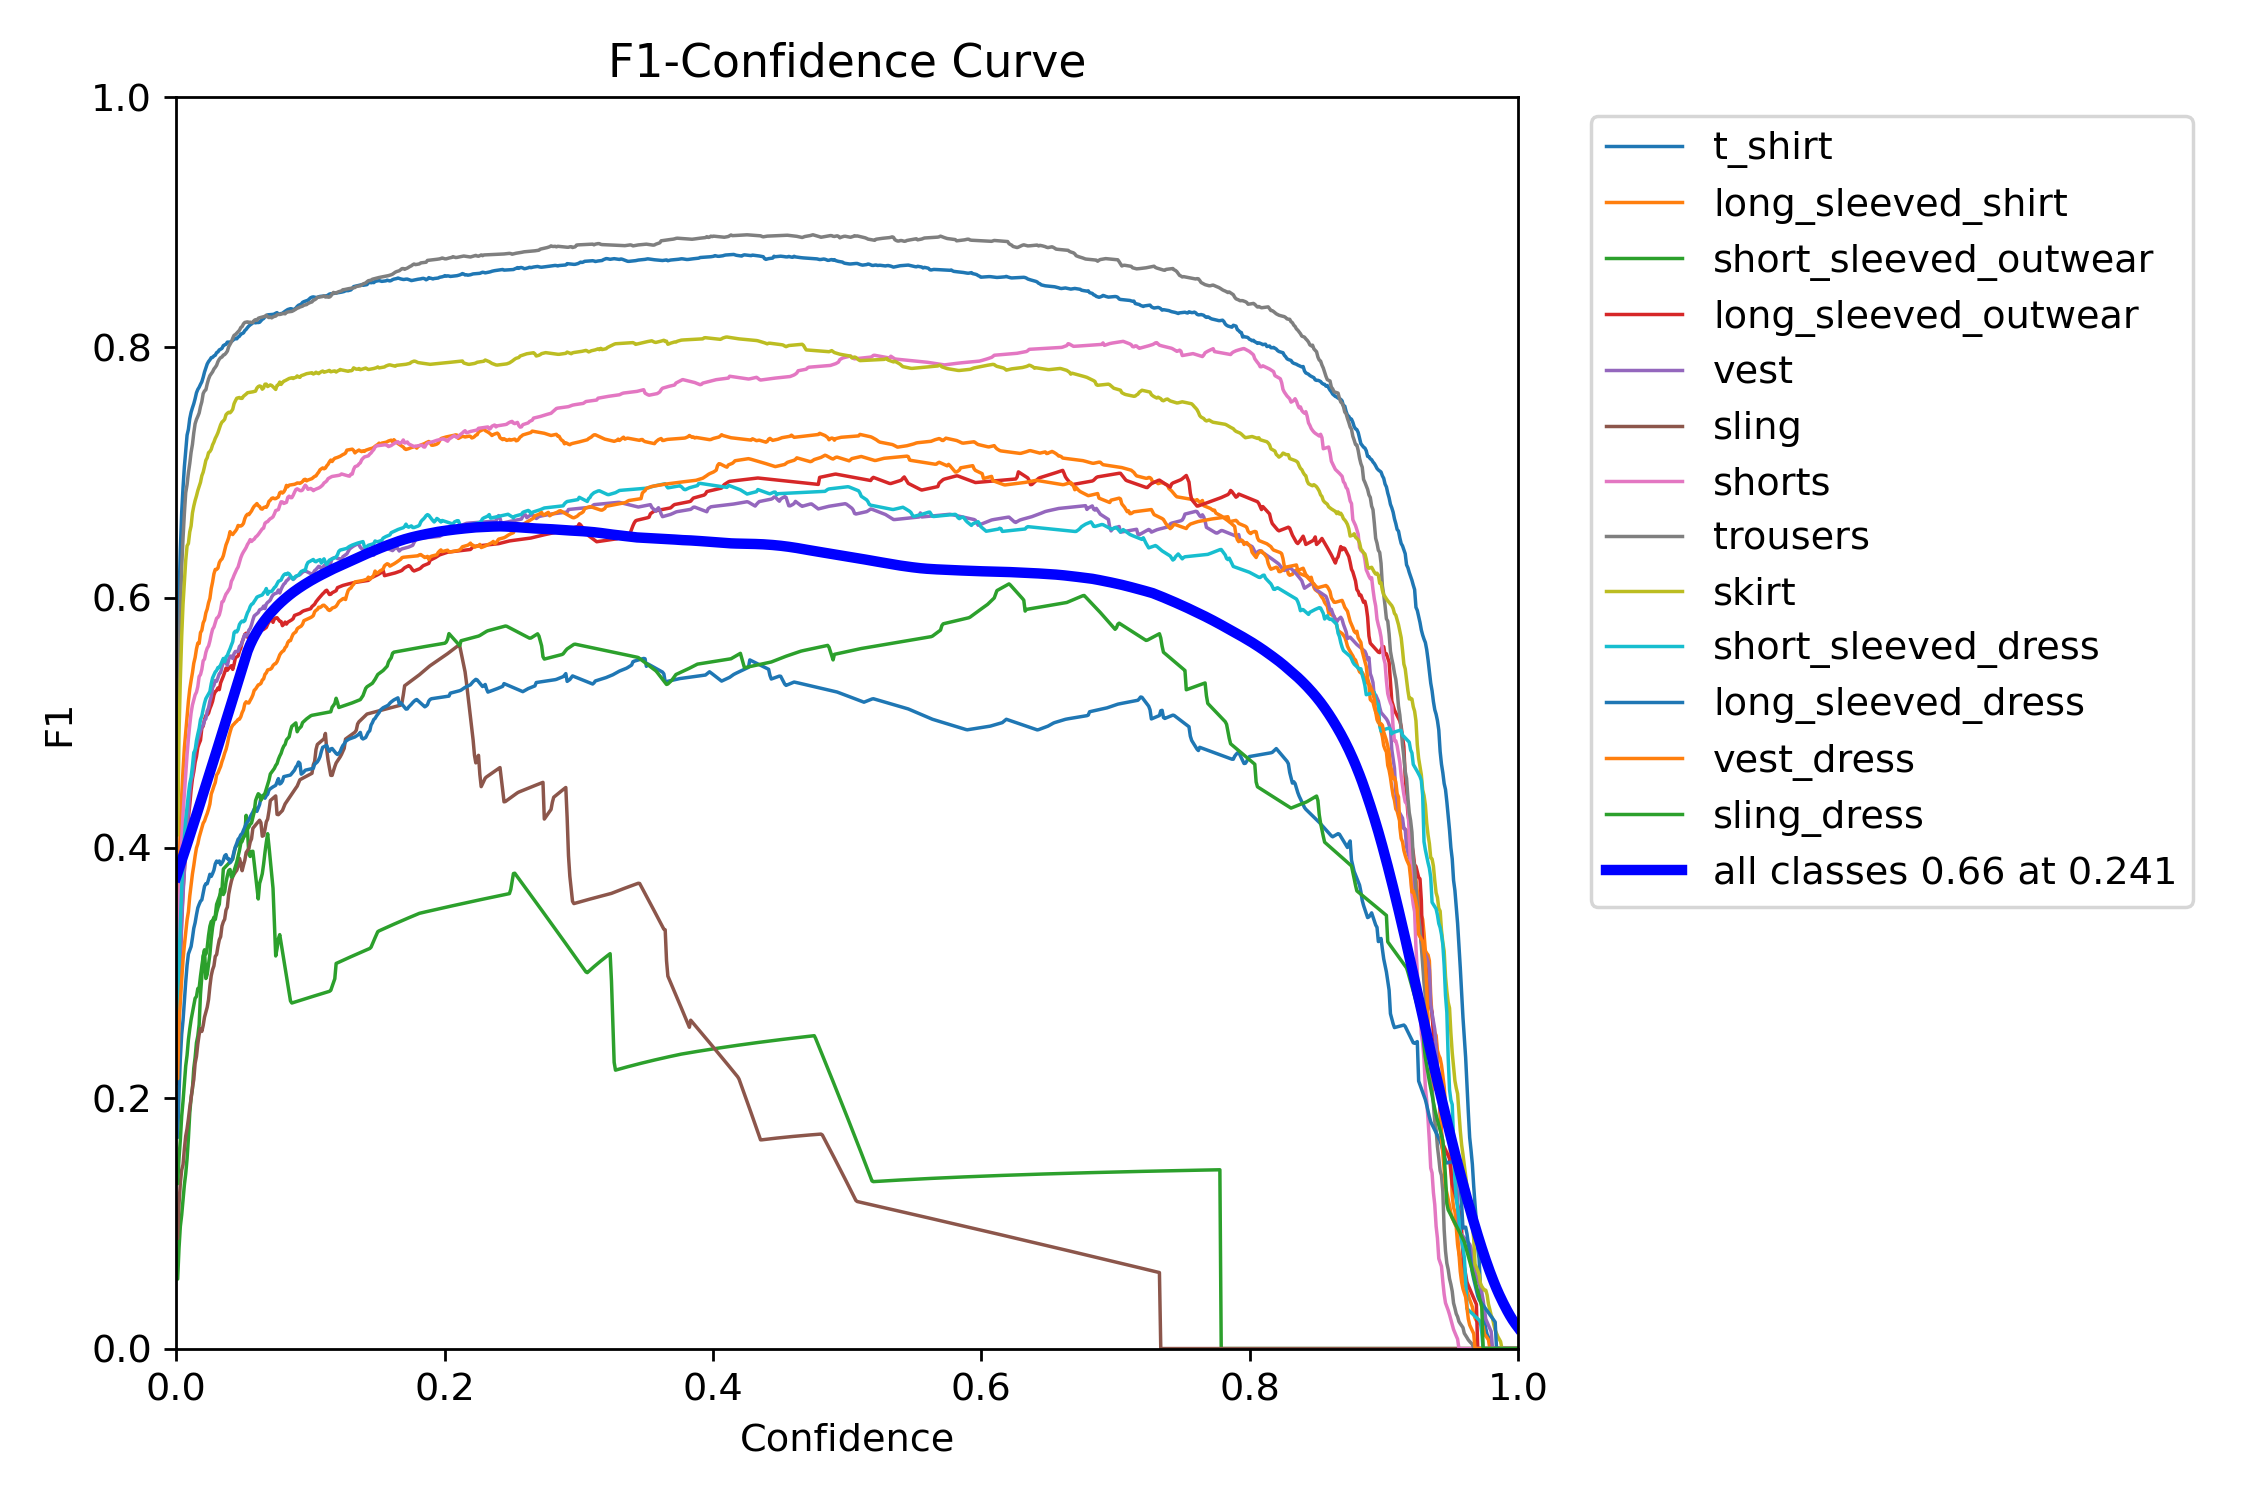 F1-Confidence Curve
1.0
0.8
0.6
0.4
0.2
0.0
F1
0.0 0.2 0.4 0.6 0.8 1.0
Confidence
t_shirt
long_sleeved_shirt
short_sleeved_outwear
long_sleeved_outwear
vest
sling
shorts
trousers
skirt
short_sleeved_dress
long_sleeved_dress
vest_dress
sling_dress
all classes 0.66 at 0.241